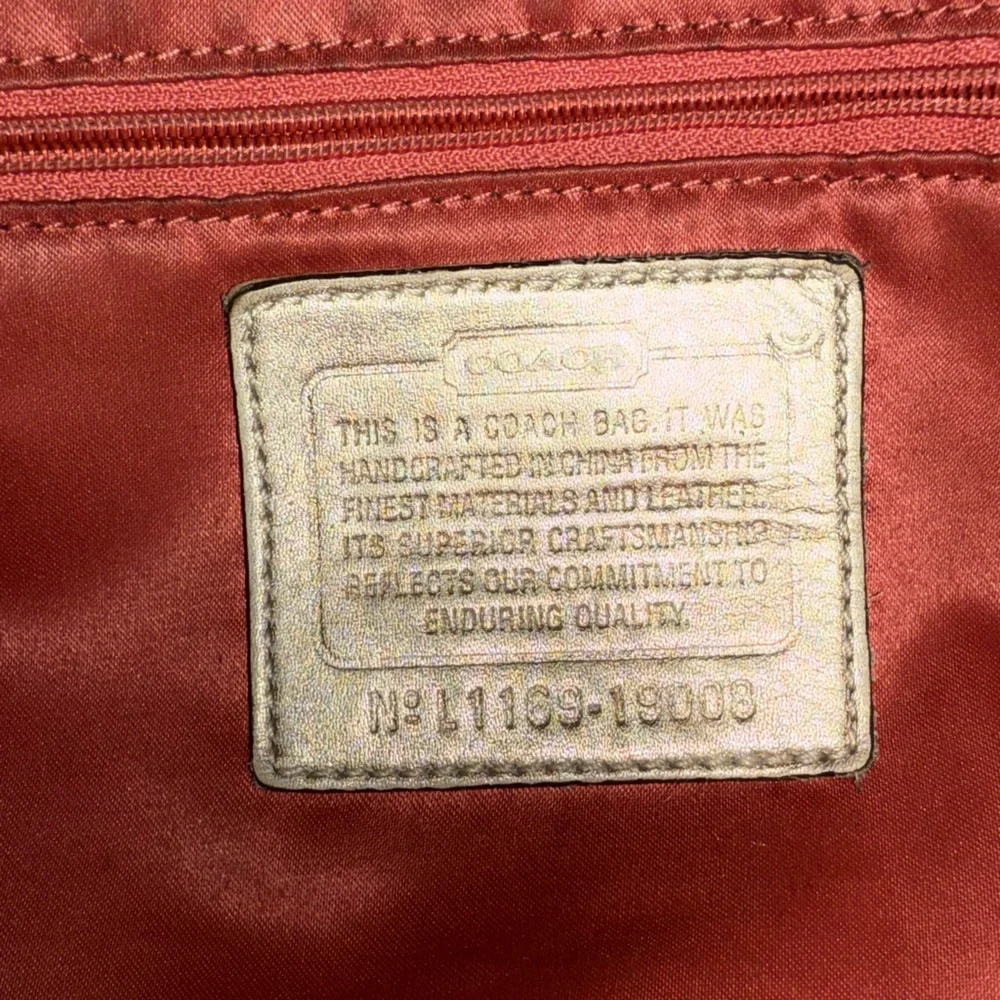 COACH
THIS IS A COACH BAG. IT WAS
HANDCRAFTED IN CHINA FROM THE
FINEST MATERIALS AND LEATHER.
ITS SUPERIOR CRAFTSMANSHIP
REFLECTS OUR COMMITMENT TO
ENDURING QUALITY.
Nº L1169-19008